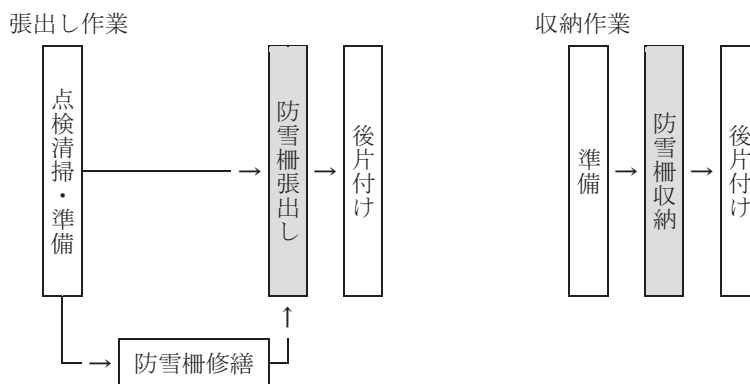 張出し作業
点検清掃・準備
防雪柵張出し
後片付け
防雪柵修繕
収納作業
準備
防雪柵収納
後片付け